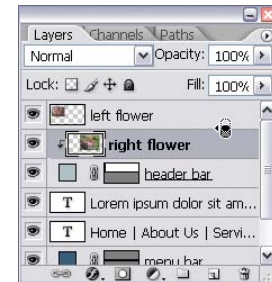 Layers Channels Paths
Normal Opacity: 100%
Lock: Fill: 100%
left flower
right flower
header bar
T Lorem ipsum dolor sit am...
T Home | About Us | Servi...
menu bar